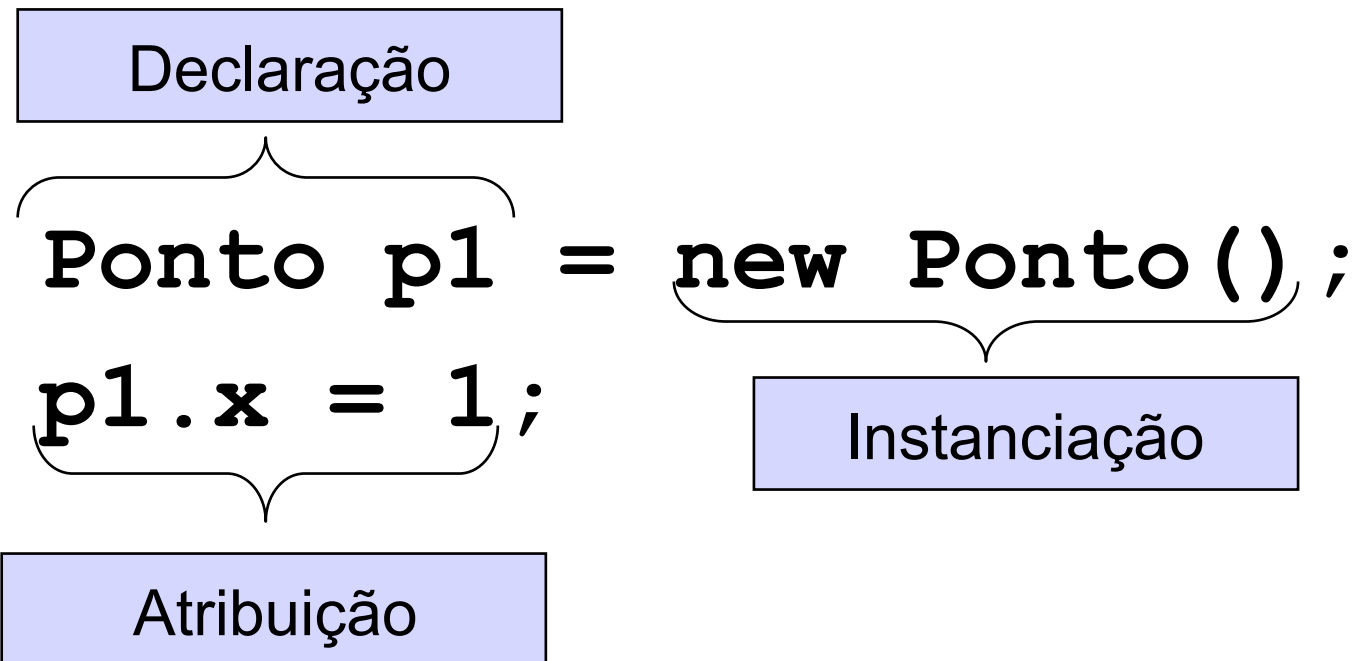 Declaração
Ponto p1 = new Ponto();
p1.x = 1;
Instanciação
Atribuição